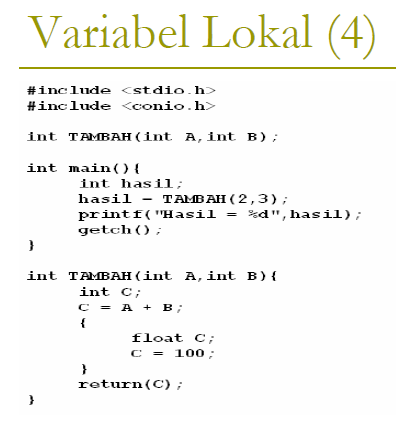 Variabel Lokal (4)
#include <stdio.h>
#include <conio.h>
int TAMBAH(int A,int B);
int main(){
int hasil;
hasil = TAMBAH(2,3);
printf("Hasil = %d",hasil);
getch();
}
int TAMBAH(int A,int B){
int C;
C = A + B;
{
float C;
C = 100;
}
return(C);
}